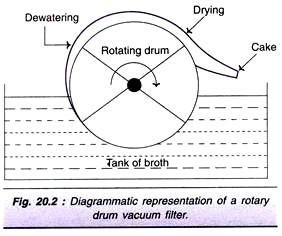 Drying
Dewatering
Cake
Rotating drum
Tank of broth
Fig. 20.2 : Diagrammatic representation of a rotary
drum vacuum filter.